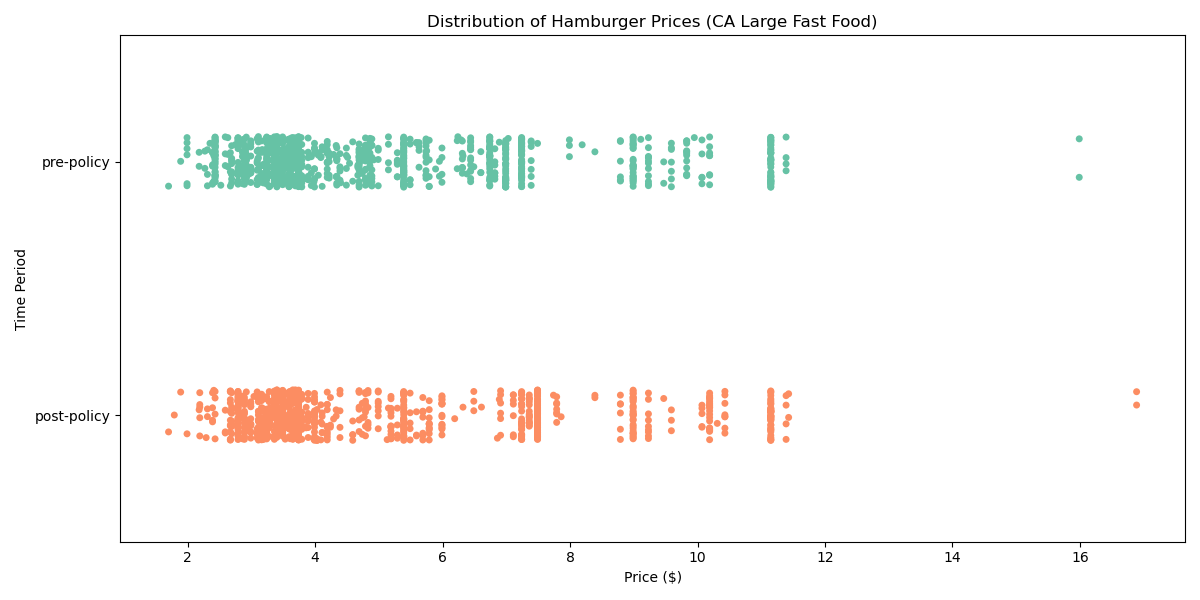 Distribution of Hamburger Prices (CA Large Fast Food)
Time Period
pre-policy
post-policy
2 4 6 8 10 12 14 16
Price ($)